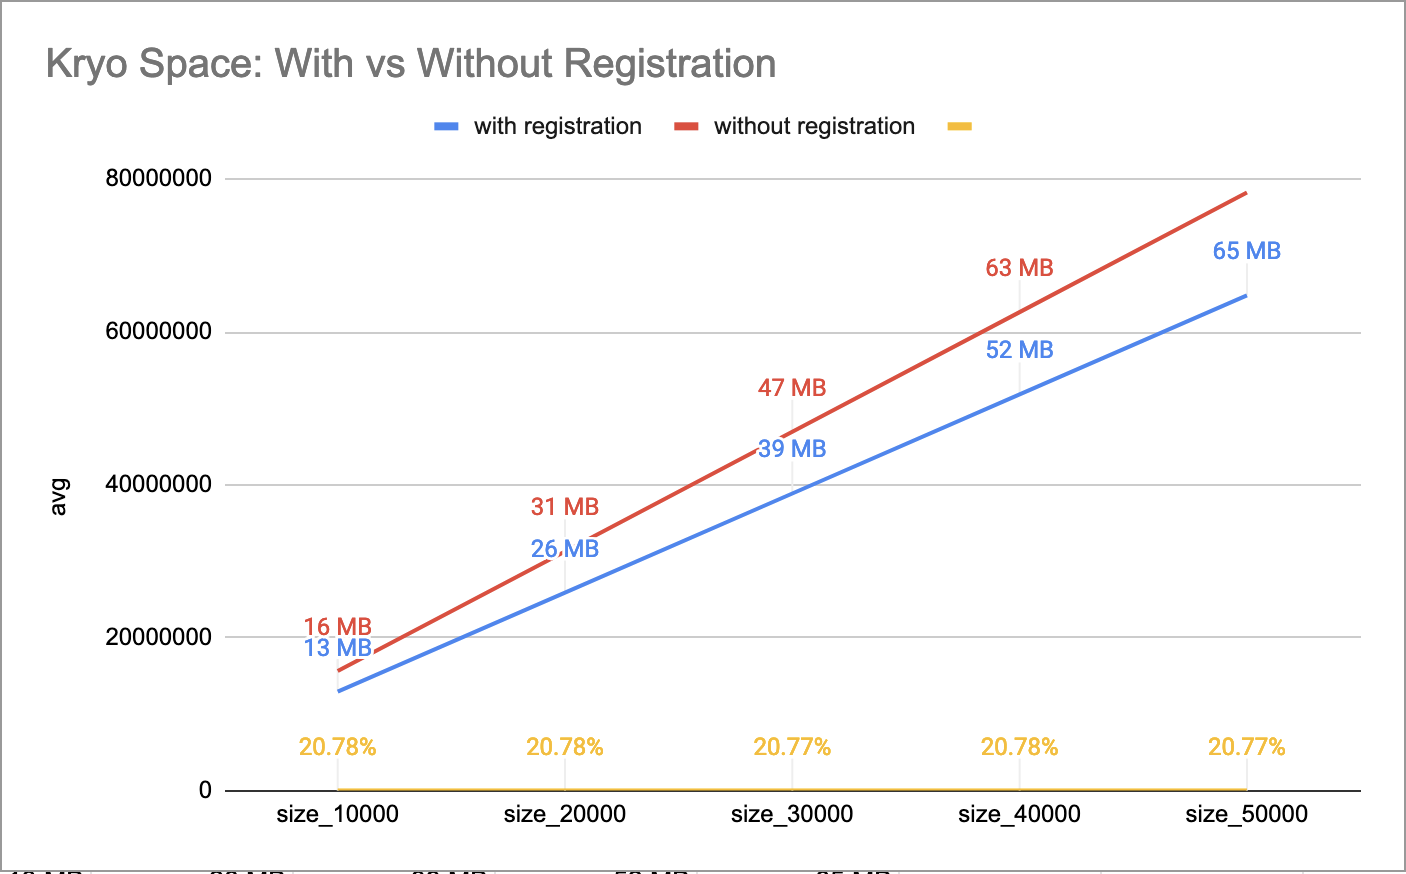 Kryo Space: With vs Without Registration
with registration without registration
80000000
65 MB
63 MB
60000000
52 MB
47 MB
39 MB
avg
40000000
31 MB
26 MB
16 MB
20000000
13 MB
20.78% 20.78% 20.77% 20.78% 20.77%
0
size_10000 size_20000 size_30000 size_40000 size_50000